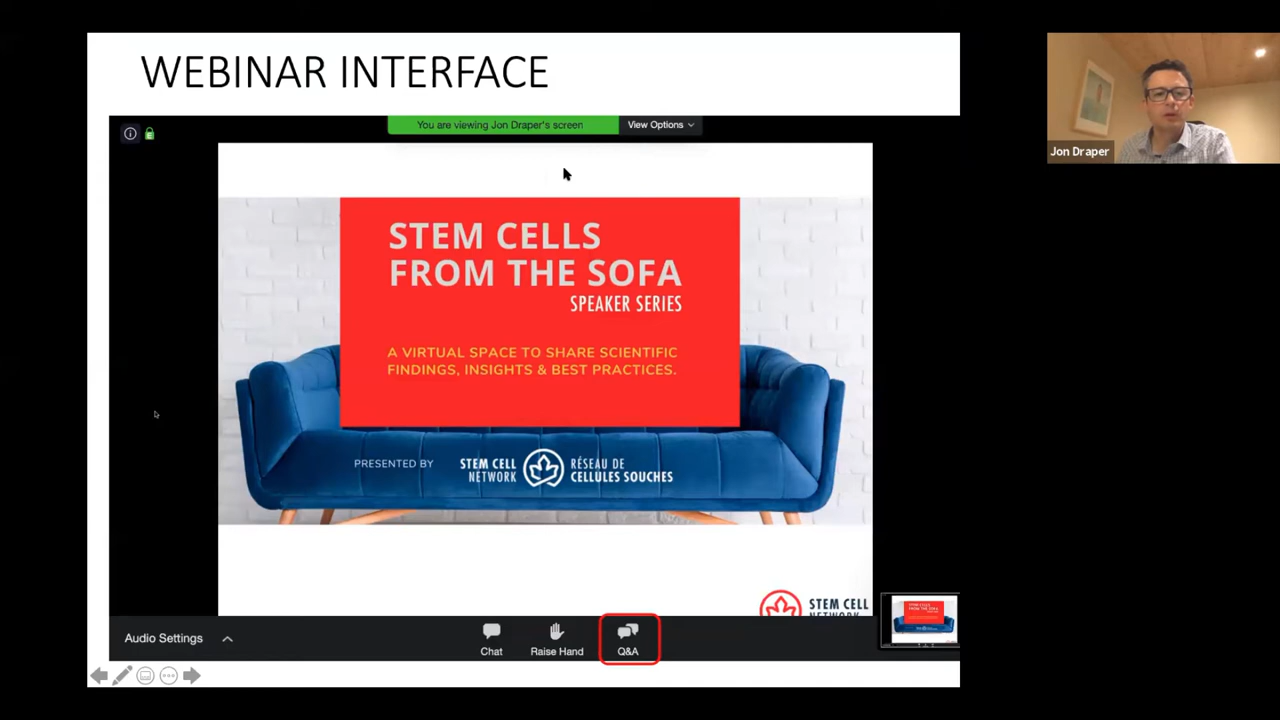 WEBINAR INTERFACE
You are viewing Jon Draper's screen
View Options
STEM CELLS
FROM THE SOFA
SPEAKER SERIES
A VIRTUAL SPACE TO SHARE SCIENTIFIC
FINDINGS, INSIGHTS & BEST PRACTICES.
PRESENTED BY
STEM CELL
NETWORK
RÉSEAU DE
CELLULES SOUCHES
STEM CELL
Audio Settings
Chat
Raise Hand
Q&A
Jon Draper